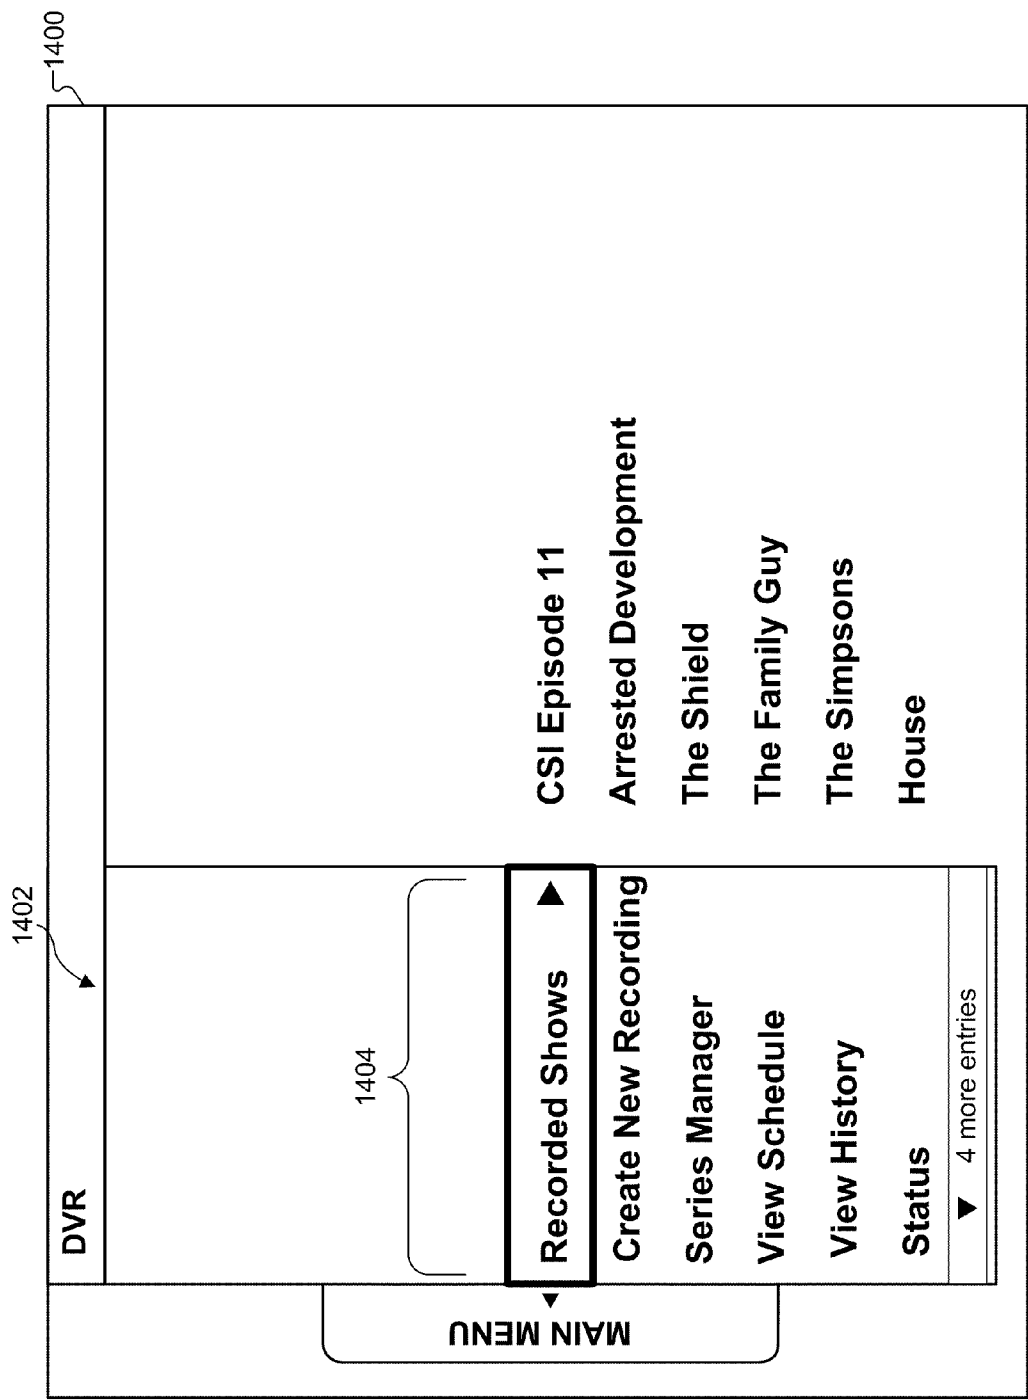 1400
1402
DVR
1404
MAIN MENU
Recorded Shows
Create New Recording
Series Manager
View Schedule
View History
Status
4 more entries
CSI Episode 11
Arrested Development
The Shield
The Family Guy
The Simpsons
House